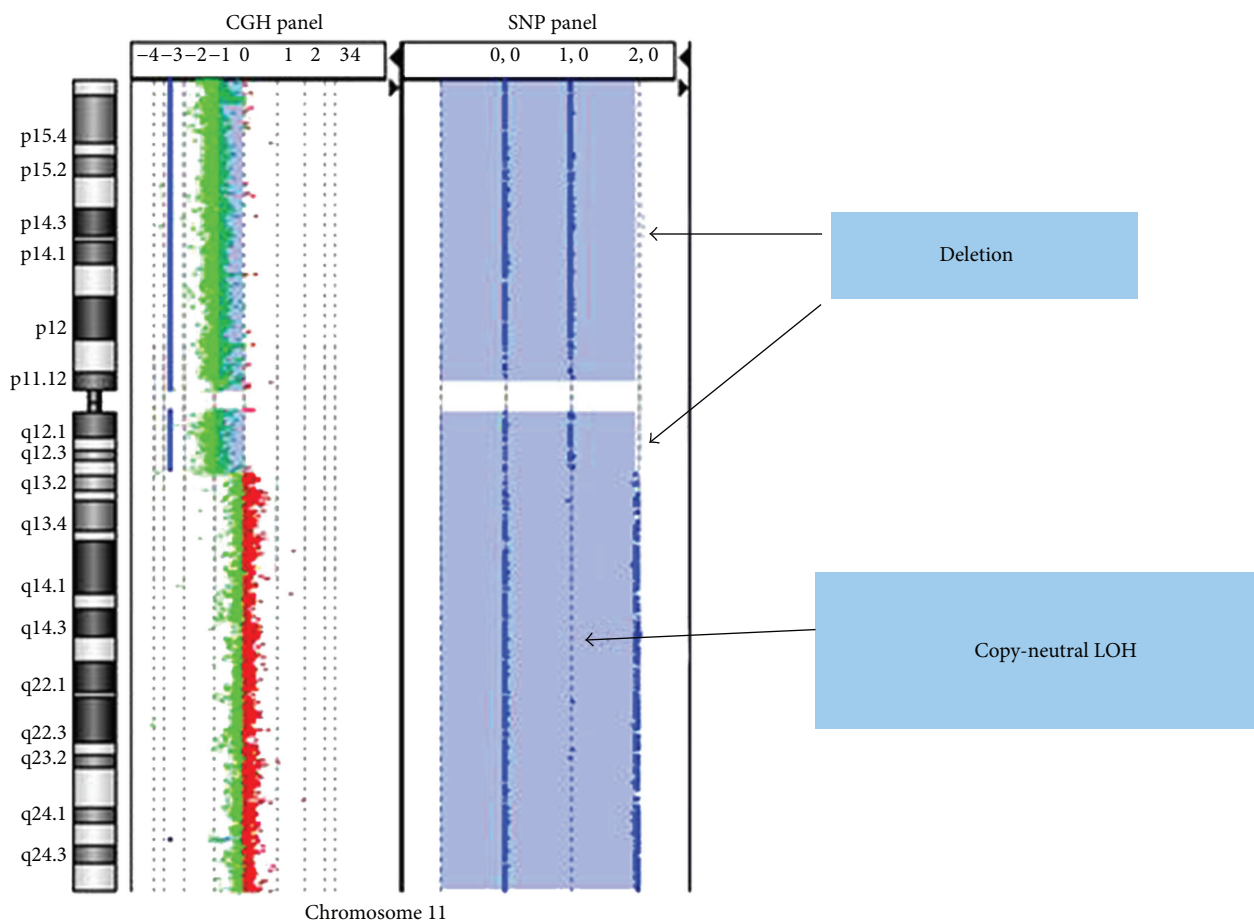 CGH panel
SNP panel
−4 −3 −2 −1 0 1 2 34
0, 0 1, 0 2, 0
p15.4
p15.2
p14.3
p14.1
p12
p11.12
q12.1
q12.3
q13.2
q13.4
q14.1
q14.3
q22.1
q22.3
q23.2
q24.1
q24.3
Deletion
Copy-neutral LOH
Chromosome 11